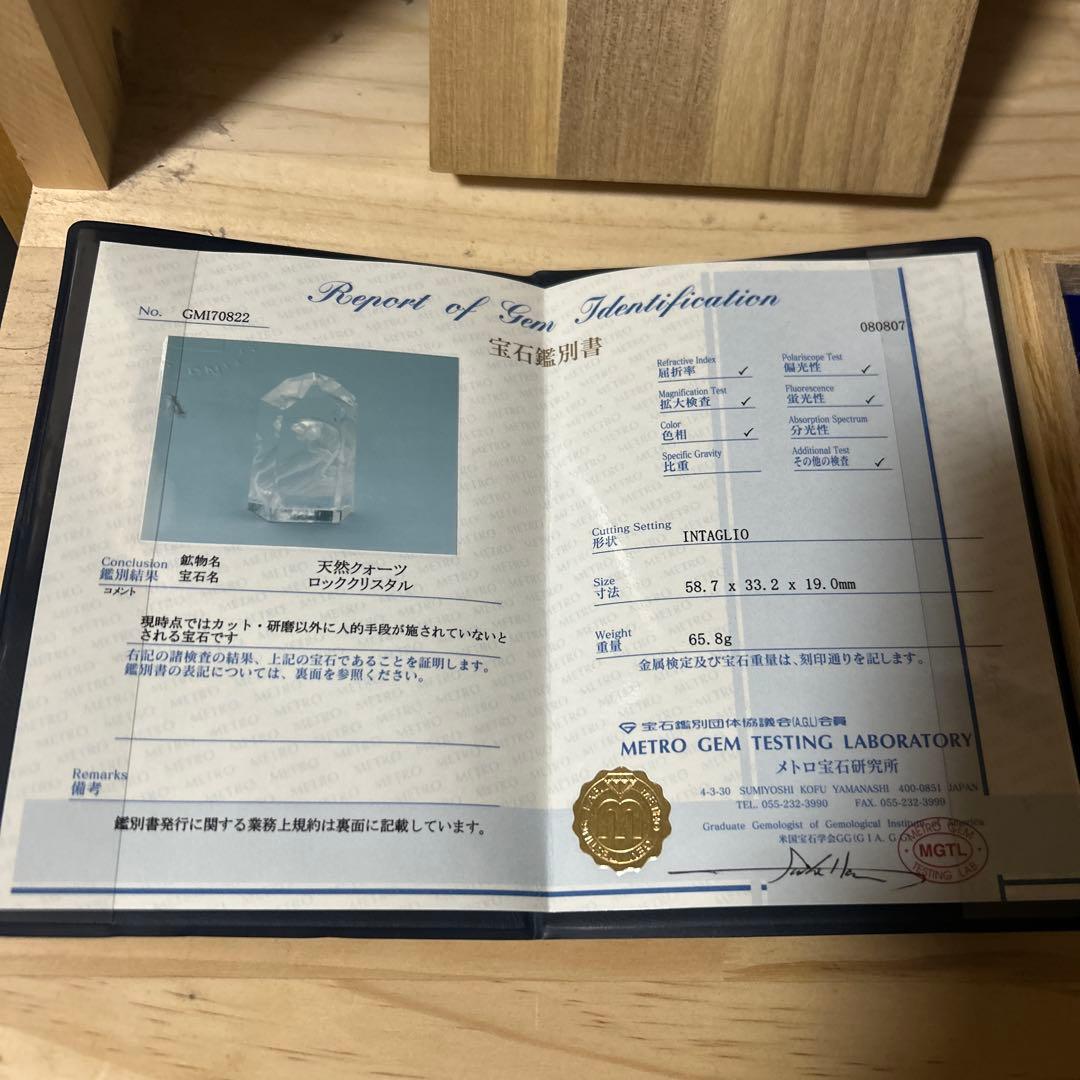 Report of Gem Identification
宝石鑑別書
No. GMI70822
Conclusion 鉱物名 天然クォーツ
鑑別結果 宝石名 ロッククリスタル
コメント
現時点ではカット・研磨以外に人的手段が施されていないと
される宝石です
右記の諸検査の結果、上記の宝石であることを証明します。
鑑別書の表記については、裏面を参照ください。
Remarks
備考
鑑別書発行に関する業務上規約は裏面に記載しています。
080807
Refractive Index
屈折率 ✓
Polariscope Test
偏光性 ✓
Magnification Test
拡大検査 ✓
Fluorescence
蛍光性 ✓
Color
色相 ✓
Absorption Spectrum
分光性
Specific Gravity
比重
Additional Test
その他の検査 ✓
Cutting Setting
形状 INTAGLIO
Size
寸法 58.7 x 33.2 x 19.0mm
Weight
重量 65.8g
金属検定及び宝石重量は、刻印通りを記します。
宝石鑑別団体協議会(A.G.L)会員
METRO GEM TESTING LABORATORY
メトロ宝石研究所
4-3-30 SUMIYOSHI KOFU YAMANASHI 400-0851 JAPAN
TEL. 055-232-3990 FAX. 055-232-3999
Graduate Gemologist of Gemological Institute of America
米国宝石学会GG(G I A. G.G)
METRO GEM
MGTL
TESTING LAB